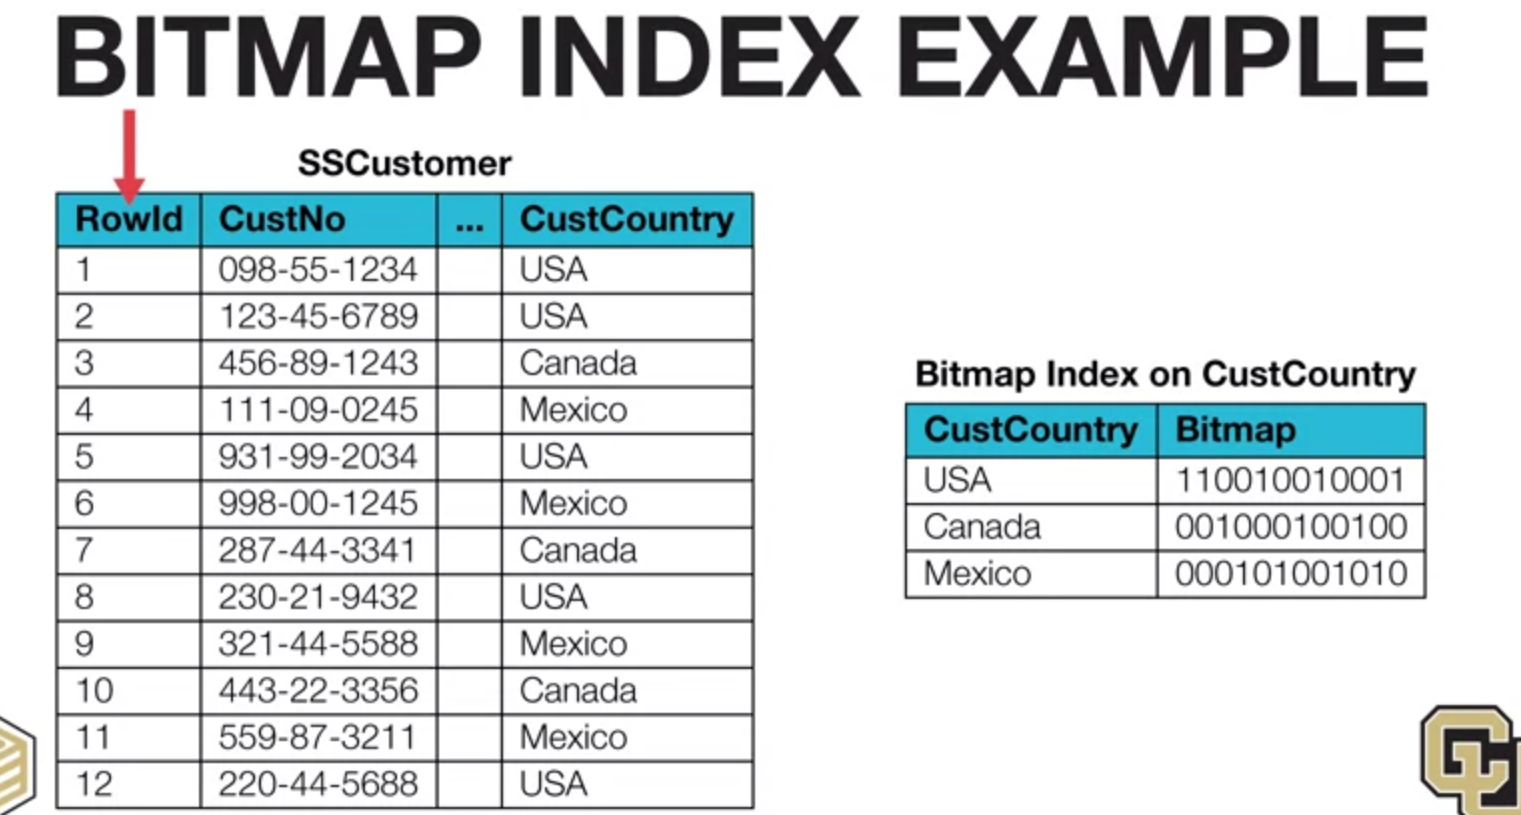 BITMAP INDEX EXAMPLE
SSCustomer
RowId CustNo ... CustCountry
1 098-55-1234 USA
2 123-45-6789 USA
3 456-89-1243 Canada
4 111-09-0245 Mexico
5 931-99-2034 USA
6 998-00-1245 Mexico
7 287-44-3341 Canada
8 230-21-9432 USA
9 321-44-5588 Mexico
10 443-22-3356 Canada
11 559-87-3211 Mexico
12 220-44-5688 USA
Bitmap Index on CustCountry
CustCountry Bitmap
USA 110010010001
Canada 001000100100
Mexico 000101001010